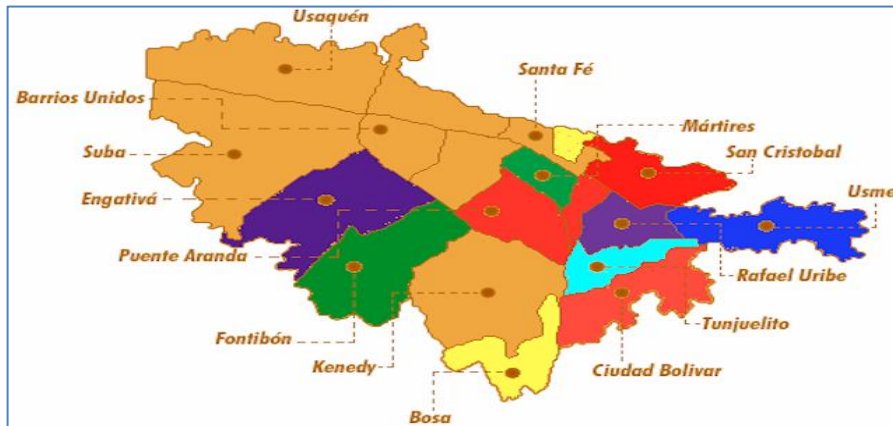 Usaquén
Santa Fé
Barrios Unidos
Mártires
Suba
San Cristobal
Engativá
Usme
Puente Aranda
Rafael Uribe
Fontibón
Tunjuelito
Kenedy
Ciudad Bolivar
Bosa